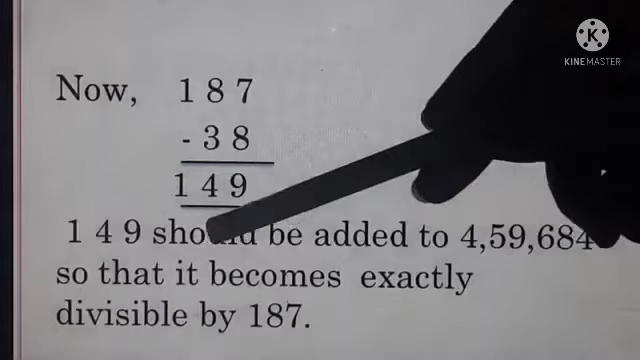 KINEMASTER
Now, 187
- 38
149
149 should be added to 4,59,684
so that it becomes exactly
divisible by 187.